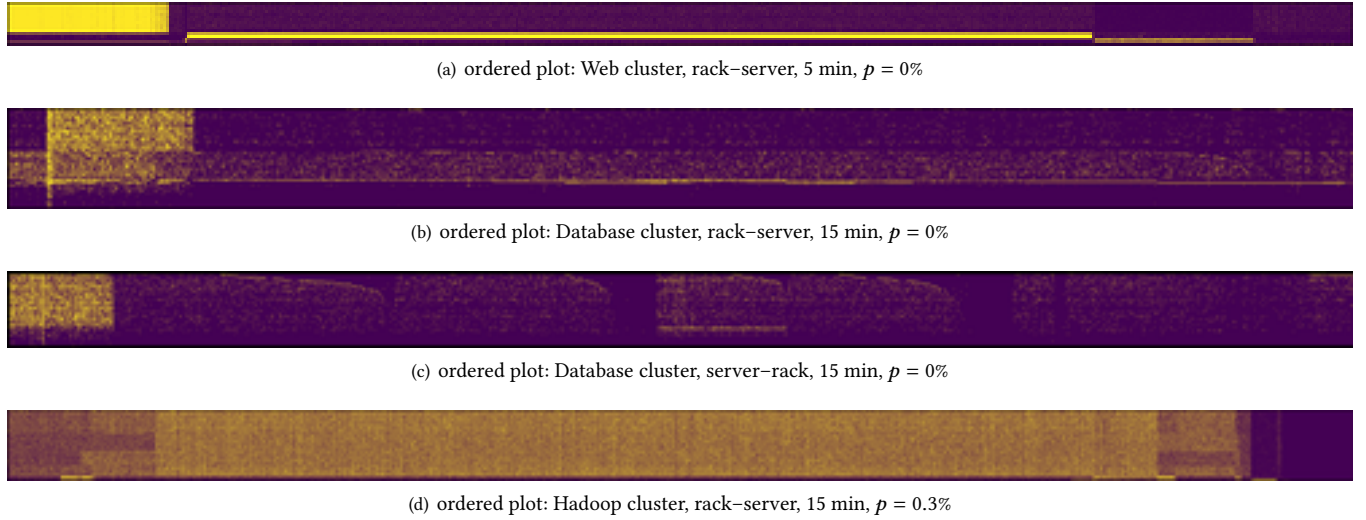 (a) ordered plot: Web cluster, rack–server, 5 min, p = 0%
(b) ordered plot: Database cluster, rack–server, 15 min, p = 0%
(c) ordered plot: Database cluster, server–rack, 15 min, p = 0%
(d) ordered plot: Hadoop cluster, rack–server, 15 min, p = 0.3%